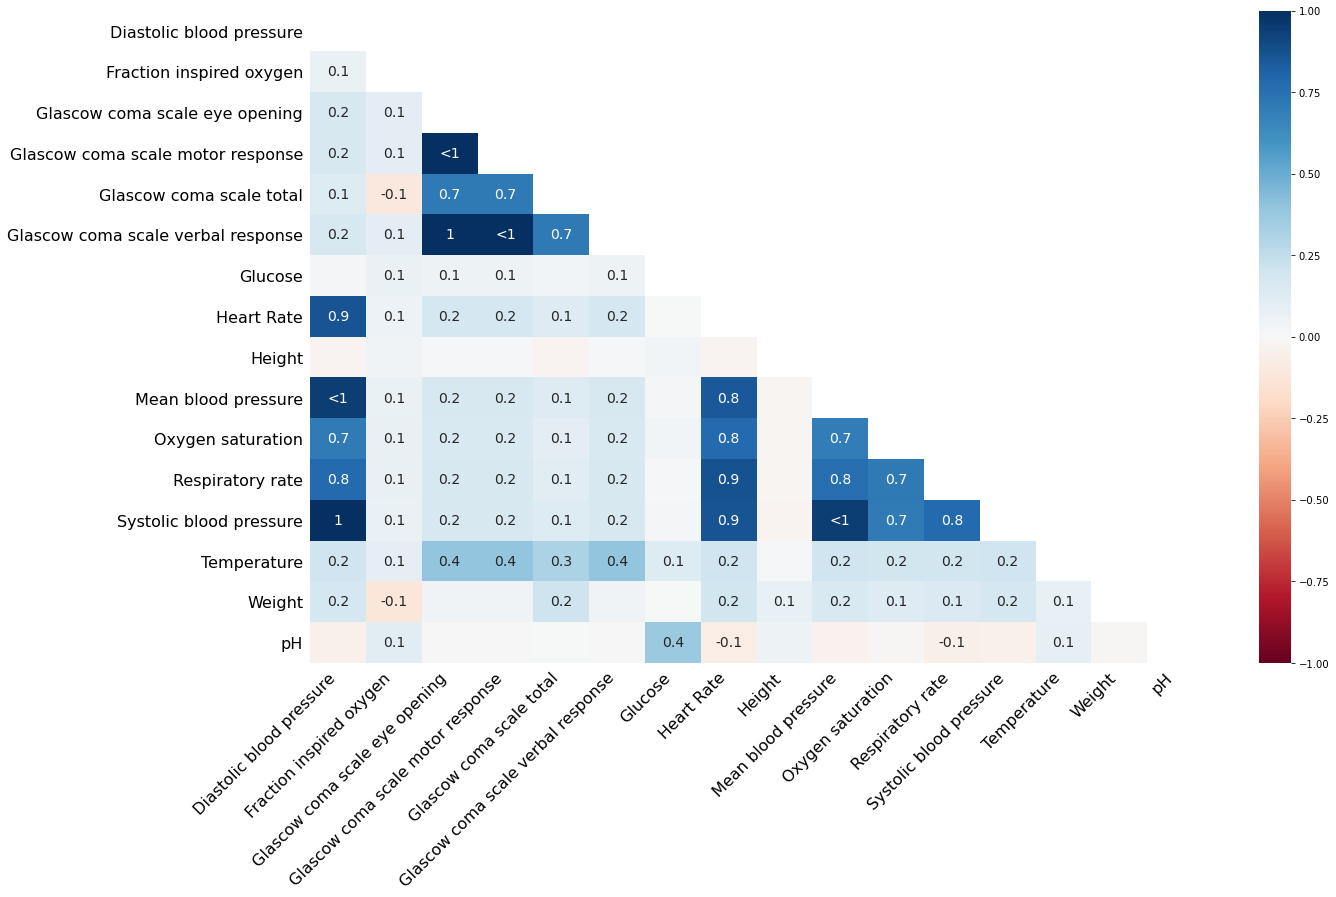 Diastolic blood pressure
Fraction inspired oxygen 0.1
Glascow coma scale eye opening 0.2 0.1
Glascow coma scale motor response 0.2 0.1 <1
Glascow coma scale total 0.1 -0.1 0.7 0.7
Glascow coma scale verbal response 0.2 0.1 1 <1 0.7
Glucose 0.1 0.1 0.1 0.1
Heart Rate 0.9 0.1 0.2 0.2 0.1 0.2
Height
Mean blood pressure <1 0.1 0.2 0.2 0.1 0.2 0.8
Oxygen saturation 0.7 0.1 0.2 0.2 0.1 0.2 0.8 0.7
Respiratory rate 0.8 0.1 0.2 0.2 0.1 0.2 0.9 0.8 0.7
Systolic blood pressure 1 0.1 0.2 0.2 0.1 0.2 0.9 <1 0.7 0.8
Temperature 0.2 0.1 0.4 0.4 0.3 0.4 0.1 0.2 0.2 0.2 0.2 0.2
Weight 0.2 -0.1 0.2 0.2 0.1 0.2 0.1 0.1 0.2 0.1
pH 0.1 0.4 -0.1 -0.1 0.1
Diastolic blood pressure
Fraction inspired oxygen
Glascow coma scale eye opening
Glascow coma scale motor response
Glascow coma scale total
Glascow coma scale verbal response
Glucose
Heart Rate
Height
Mean blood pressure
Oxygen saturation
Respiratory rate
Systolic blood pressure
Temperature
Weight
pH
1.00
0.75
0.50
0.25
0.00
−0.25
−0.50
−0.75
−1.00